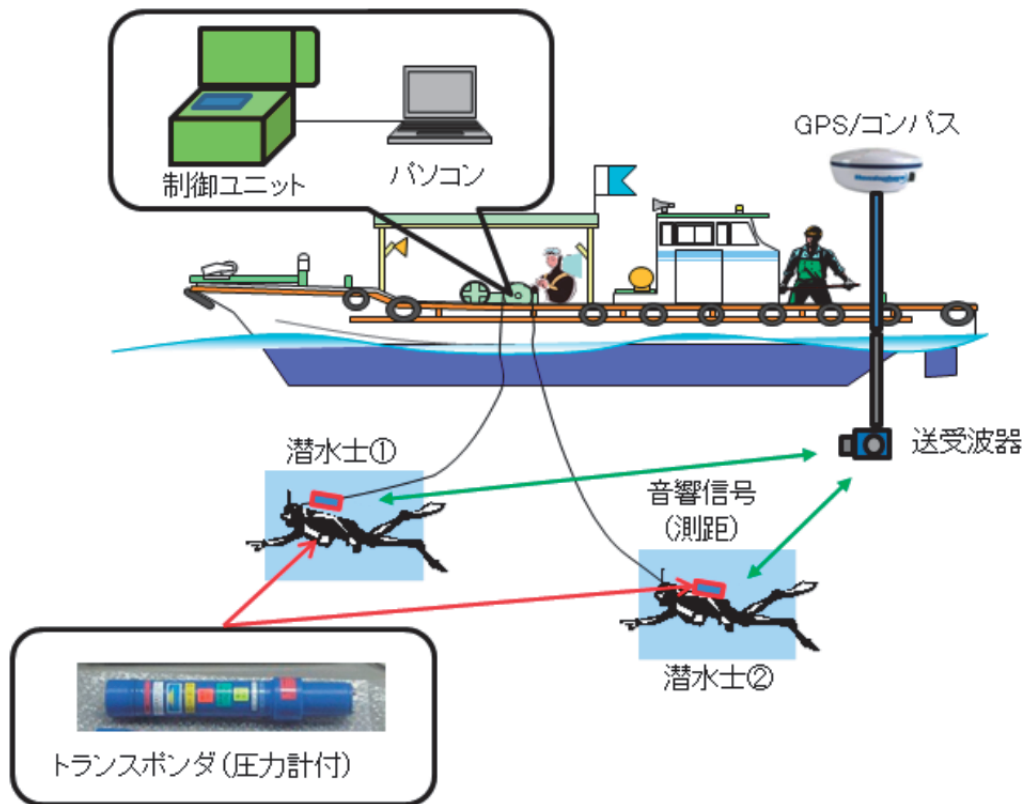 制御ユニット
パソコン
GPS/コンパス
送受波器
潜水士①
音響信号
(測距)
潜水士②
トランスポンダ(圧力計付)